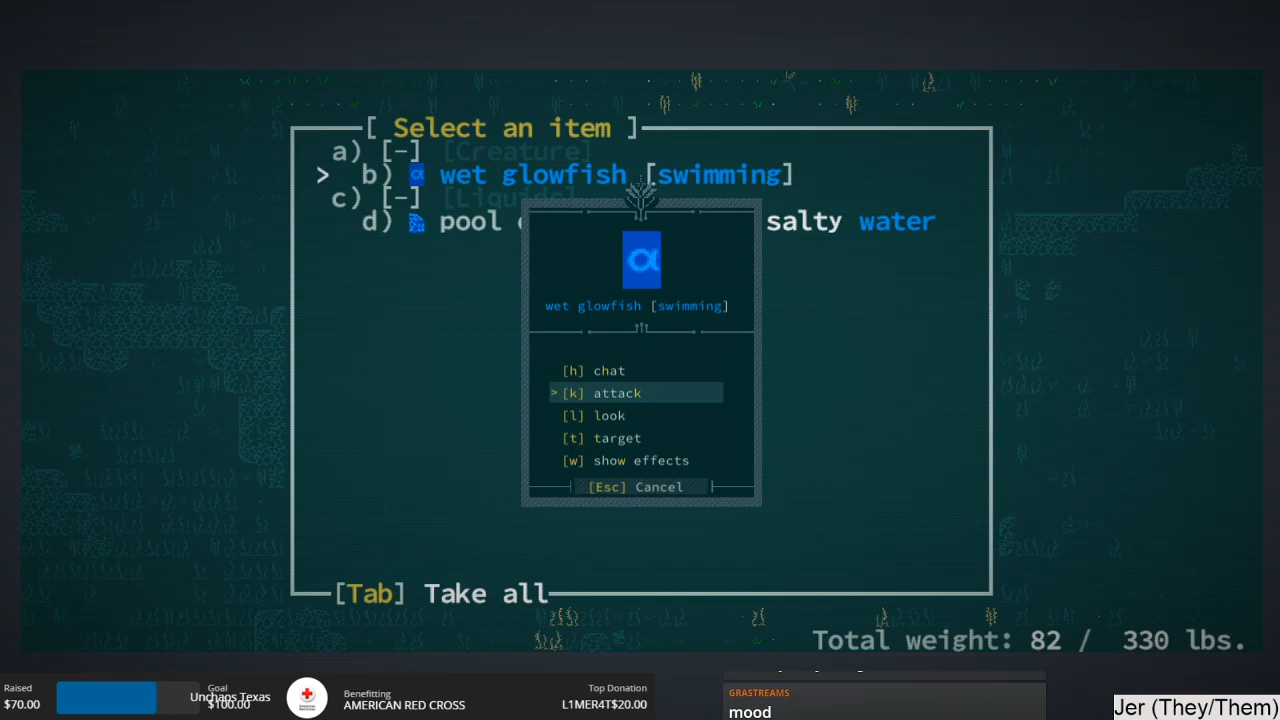 [ Select an item ]
a) [-] [Creature]
> b) α wet glowfish [swimming]
c) [-] [Liquids]
d) pool salty water
α
wet glowfish [swimming]
[h] chat
> [k] attack
[l] look
[t] target
[w] show effects
[Esc] Cancel
[Tab] Take all
Total weight: 82 / 330 lbs.
Raised
$70.00
Goal
$100.00
Unchaos Texas
Benefitting
AMERICAN RED CROSS
Top Donation
L1MER4T$20.00
GRASTREAMS
mood
Jer (They/Them)